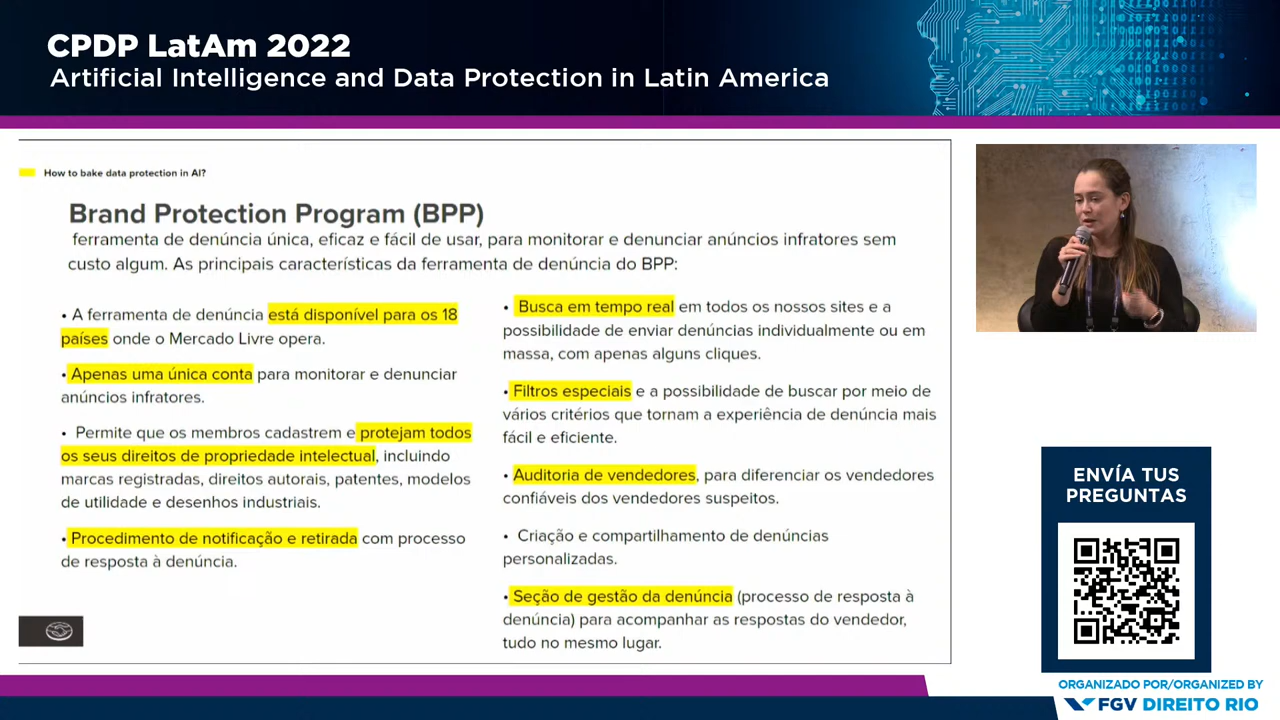 CPDP LatAm 2022
Artificial Intelligence and Data Protection in Latin America
How to bake data protection in AI?
Brand Protection Program (BPP)
ferramenta de denúncia única, eficaz e fácil de usar, para monitorar e denunciar anúncios infratores sem
custo algum. As principais características da ferramenta de denúncia do BPP:
• A ferramenta de denúncia está disponível para os 18
países onde o Mercado Livre opera.
• Apenas uma única conta para monitorar e denunciar
anúncios infratores.
• Permite que os membros cadastrem e protejam todos
os seus direitos de propriedade intelectual, incluindo
marcas registradas, direitos autorais, patentes, modelos
de utilidade e desenhos industriais.
• Procedimento de notificação e retirada com processo
de resposta à denúncia.
• Busca em tempo real em todos os nossos sites e a
possibilidade de enviar denúncias individualmente ou em
massa, com apenas alguns cliques.
• Filtros especiais e a possibilidade de buscar por meio de
vários critérios que tornam a experiência de denúncia mais
fácil e eficiente.
• Auditoria de vendedores, para diferenciar os vendedores
confiáveis dos vendedores suspeitos.
• Criação e compartilhamento de denúncias
personalizadas.
• Seção de gestão da denúncia (processo de resposta à
denúncia) para acompanhar as respostas do vendedor,
tudo no mesmo lugar.
ENVÍA TUS
PREGUNTAS
ORGANIZADO POR/ORGANIZED BY
FGV DIREITO RIO